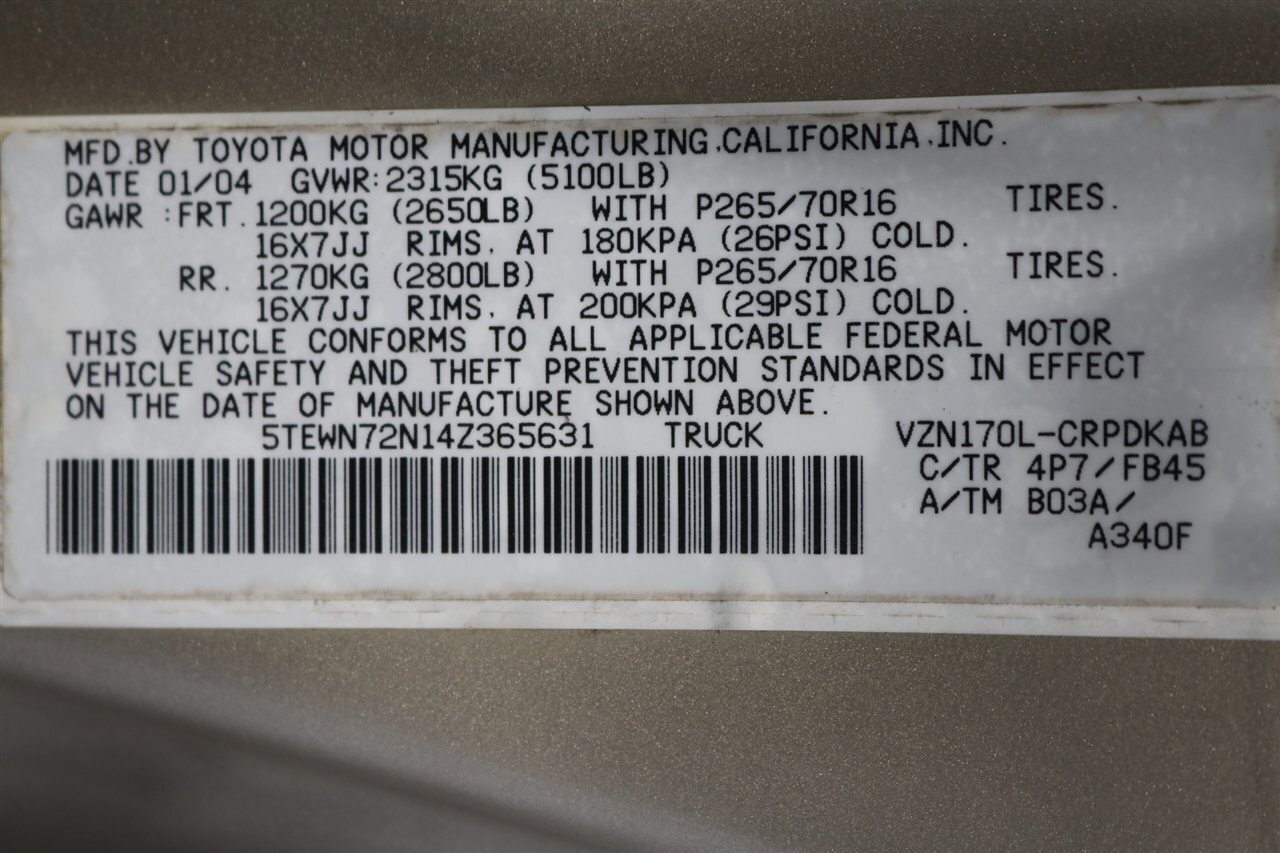 MFD.BY TOYOTA MOTOR MANUFACTURING,CALIFORNIA,INC.
DATE 01/04 GVWR:2315KG (5100LB)
GAWR :FRT.1200KG (2650LB) WITH P265/70R16 TIRES.
16X7JJ RIMS. AT 180KPA (26PSI) COLD.
RR. 1270KG (2800LB) WITH P265/70R16 TIRES.
16X7JJ RIMS. AT 200KPA (29PSI) COLD.
THIS VEHICLE CONFORMS TO ALL APPLICABLE FEDERAL MOTOR
VEHICLE SAFETY AND THEFT PREVENTION STANDARDS IN EFFECT
ON THE DATE OF MANUFACTURE SHOWN ABOVE.
5TEWN72N14Z365631 TRUCK VZN170L-CRPDKAB
C/TR 4P7/FB45
A/TM B03A/
A340F